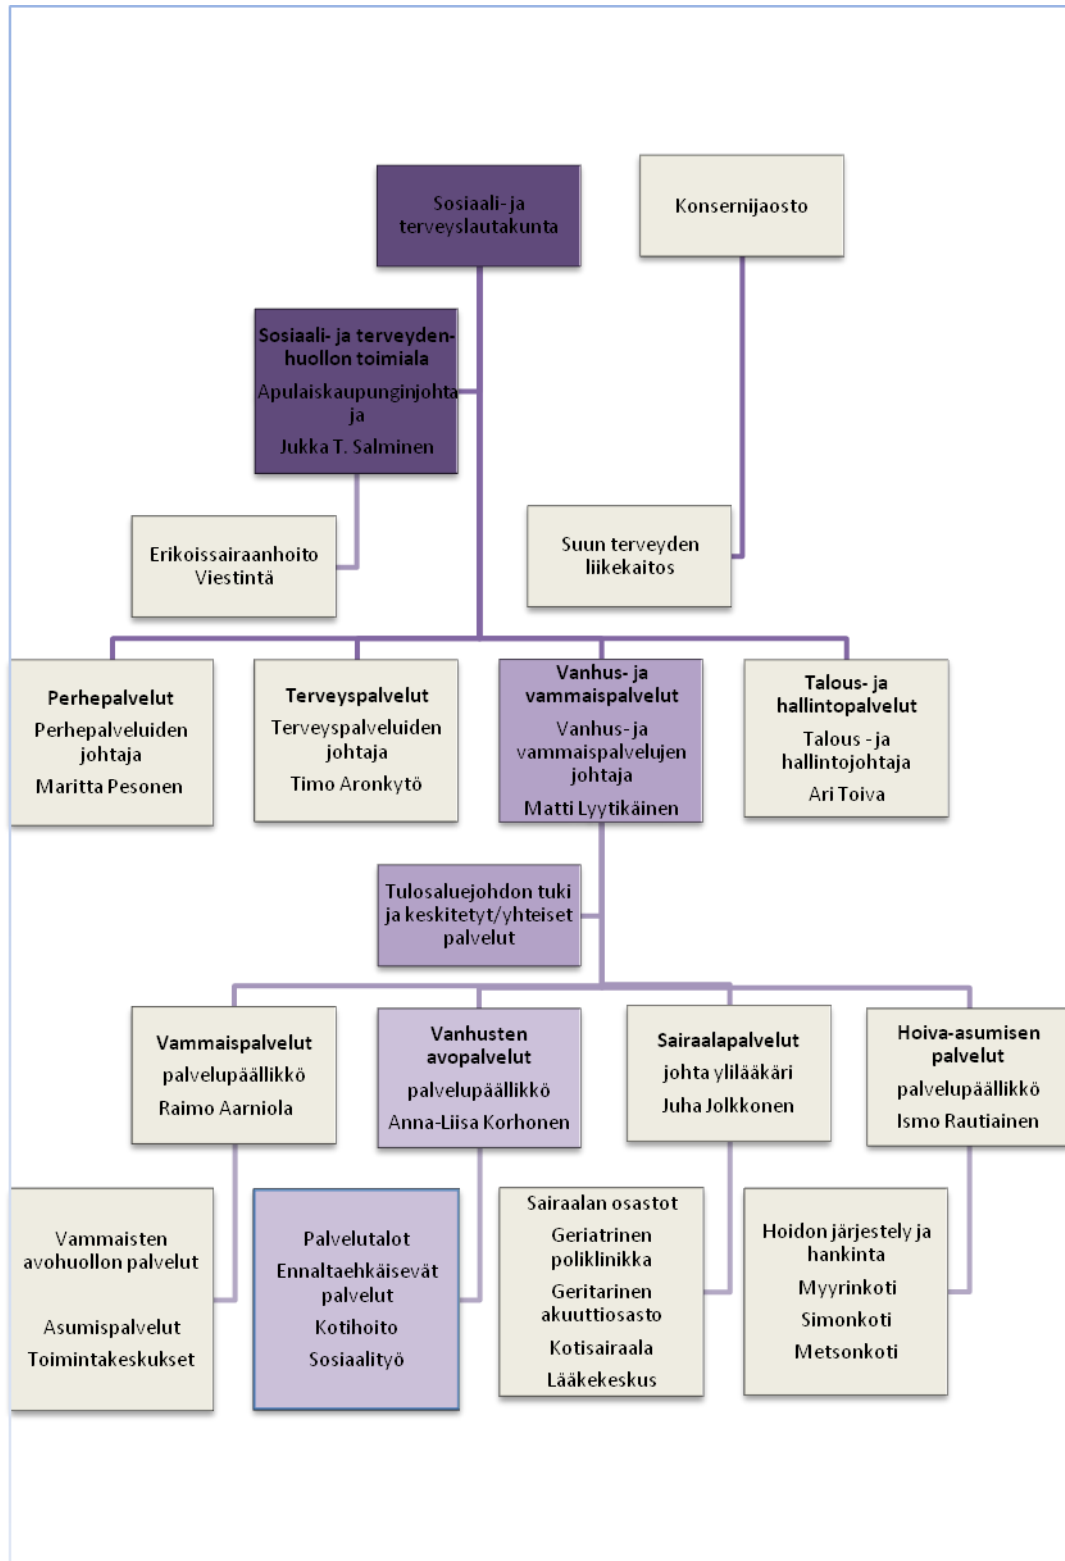 Sosiaali- ja
terveyslautakunta
Konsernijaosto
Sosiaali- ja terveyden-
huollon toimiala
Apulaiskaupunginjohta
ja
Jukka T. Salminen
Erikoissairaanhoito
Viestintä
Suun terveyden
liikekaitos
Perhepalvelut
Perhepalveluiden
johtaja
Maritta Pesonen
Terveyspalvelut
Terveyspalveluiden
johtaja
Timo Aronkytö
Vanhus- ja
vammaispalvelut
Vanhus- ja
vammaispalvelujen
johtaja
Matti Lyytikäinen
Talous- ja
hallintopalvelut
Talous - ja
hallintojohtaja
Ari Toiva
Tulosaluejohdon tuki
ja keskitetyt/yhteiset
palvelut
Vammaispalvelut
palvelupäällikkö
Raimo Aarniola
Vanhusten
avopalvelut
palvelupäällikkö
Anna-Liisa Korhonen
Sairaalapalvelut
johta ylilääkäri
Juha Jolkkonen
Hoiva-asumisen
palvelut
palvelupäällikkö
Ismo Rautiainen
Vammaisten
avohuollon palvelut
Asumispalvelut
Toimintakeskukset
Palvelutalot
Ennaltaehkäisevät
palvelut
Kotihoito
Sosiaalityö
Sairaalan osastot
Geriatrinen
poliklinikka
Geritarinen
akuuttiosasto
Kotisairaala
Lääkekeskus
Hoidon järjestely ja
hankinta
Myyrinkoti
Simonkoti
Metsonkoti